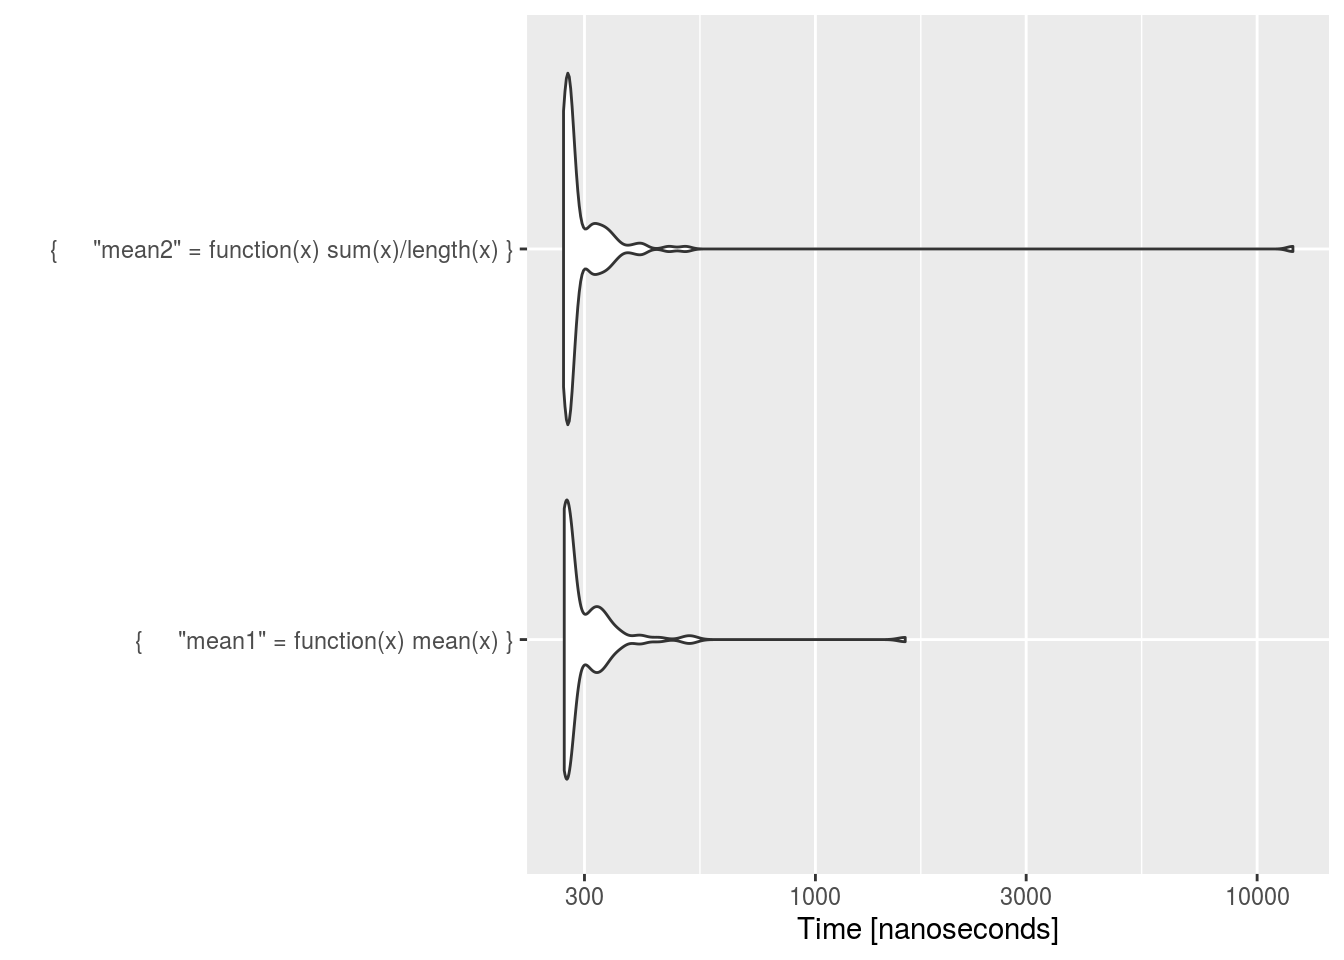 {     "mean2" = function(x) sum(x)/length(x) }
{     "mean1" = function(x) mean(x) }
300 1000 3000 10000
Time [nanoseconds]